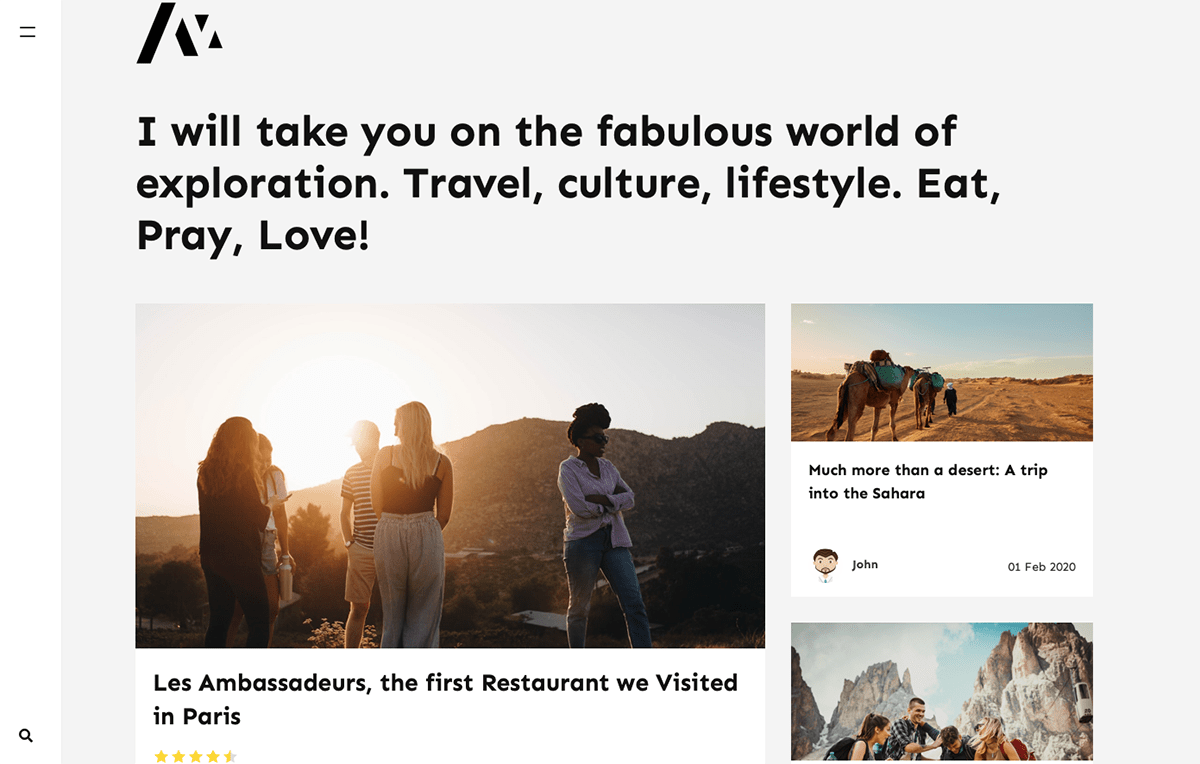 I will take you on the fabulous world of
exploration. Travel, culture, lifestyle. Eat,
Pray, Love!
Les Ambassadeurs, the first Restaurant we Visited
in Paris
Much more than a desert: A trip
into the Sahara
John
01 Feb 2020